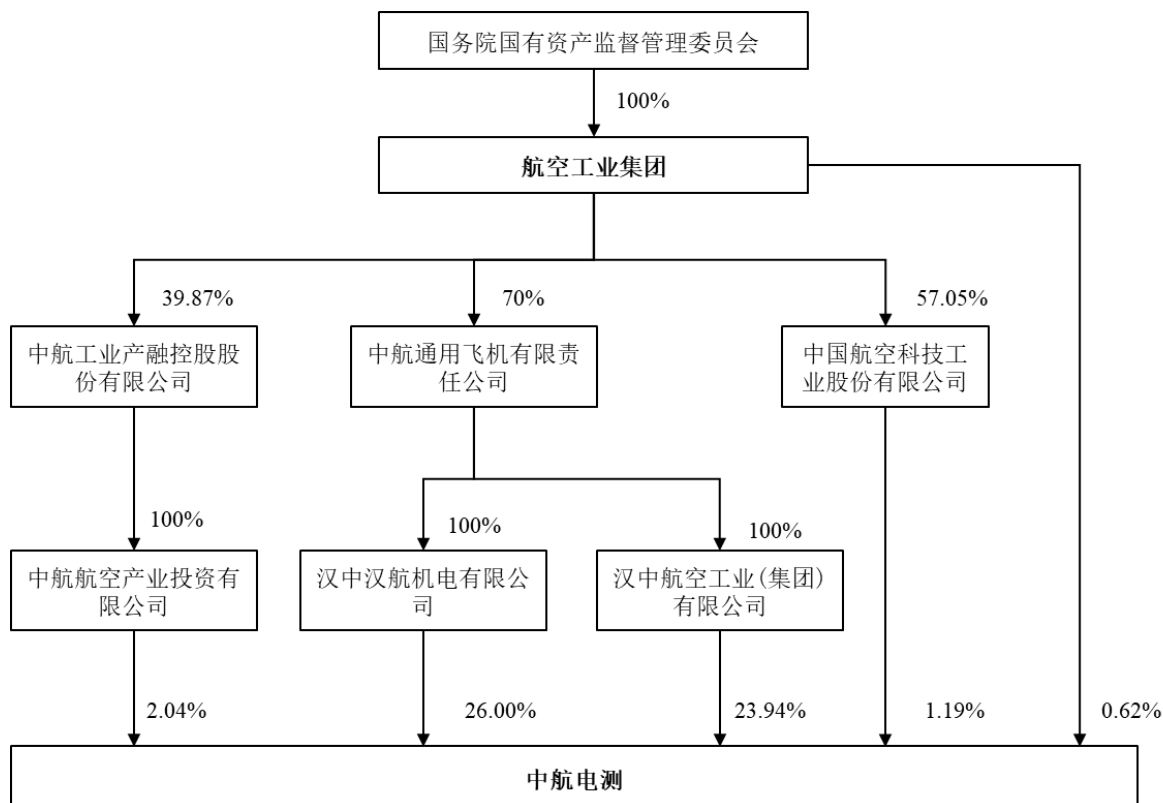 国务院国有资产监督管理委员会
100%
航空工业集团
39.87%
70%
57.05%
中航工业产融控股股
份有限公司
中航通用飞机有限责
任公司
中国航空科技工
业股份有限公司
100%
100%
100%
中航航空产业投资有
限公司
汉中汉航机电有限公
司
汉中航空工业(集团)
有限公司
2.04%
26.00%
23.94%
1.19%
0.62%
中航电测